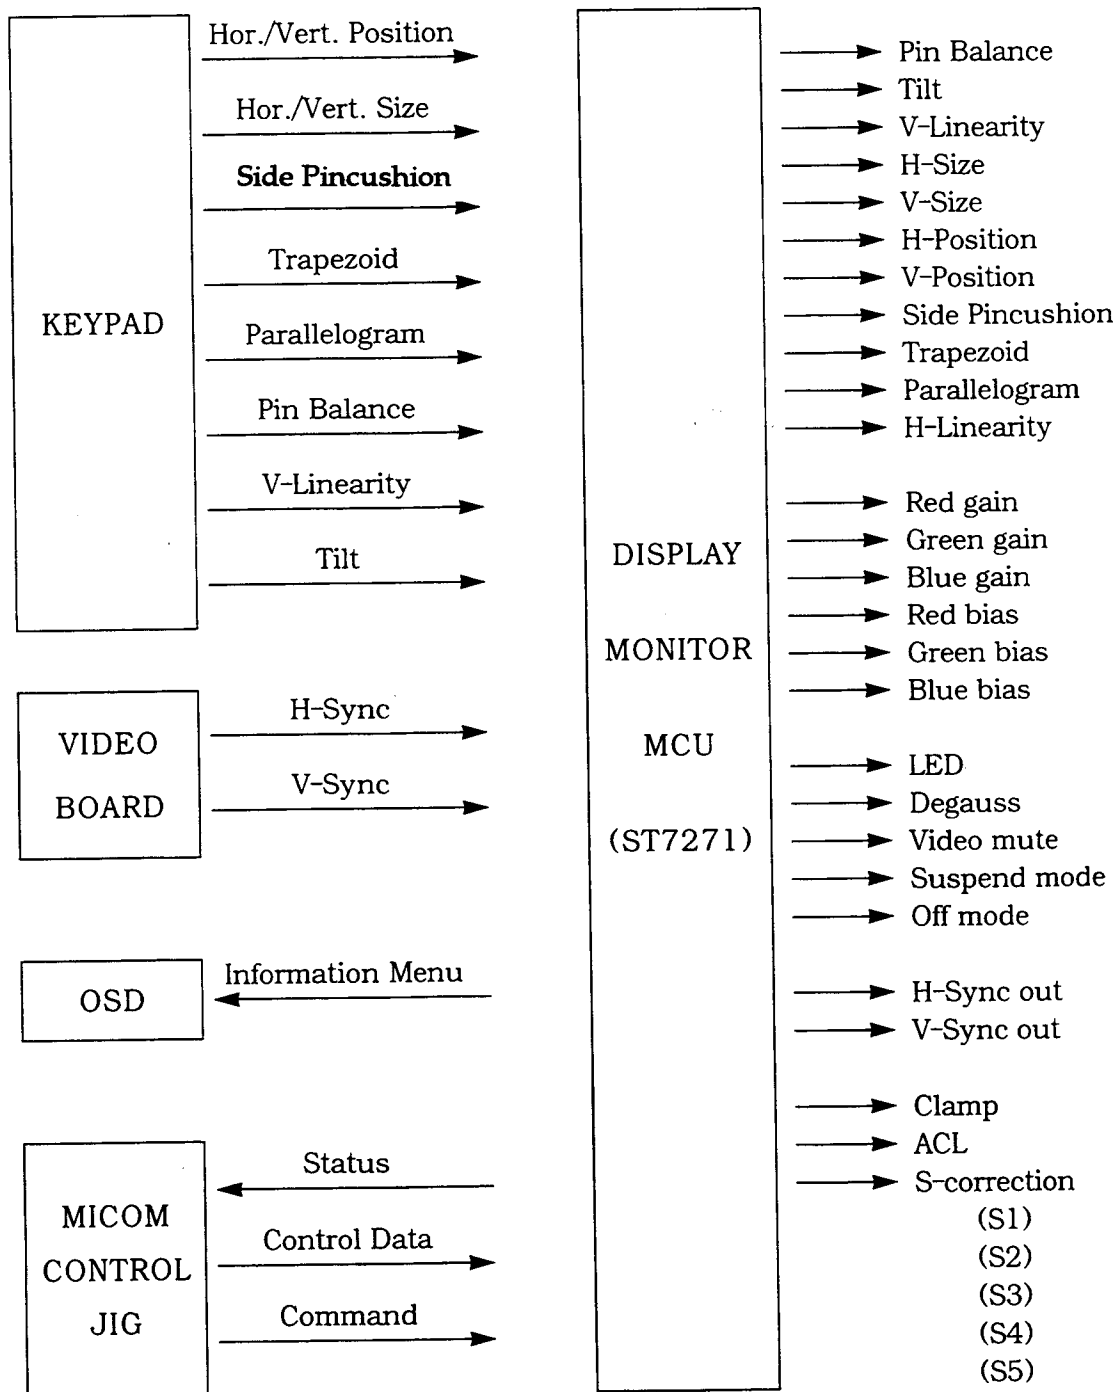 KEYPAD
Hor./Vert. Position
Hor./Vert. Size
Side Pincushion
Trapezoid
Parallelogram
Pin Balance
V-Linearity
Tilt
VIDEO
BOARD
H-Sync
V-Sync
OSD
Information Menu
MICOM
CONTROL
JIG
Status
Control Data
Command
DISPLAY
MONITOR
MCU
(ST7271)
Pin Balance
Tilt
V-Linearity
H-Size
V-Size
H-Position
V-Position
Side Pincushion
Trapezoid
Parallelogram
H-Linearity
Red gain
Green gain
Blue gain
Red bias
Green bias
Blue bias
LED
Degauss
Video mute
Suspend mode
Off mode
H-Sync out
V-Sync out
Clamp
ACL
S-correction
(S1)
(S2)
(S3)
(S4)
(S5)